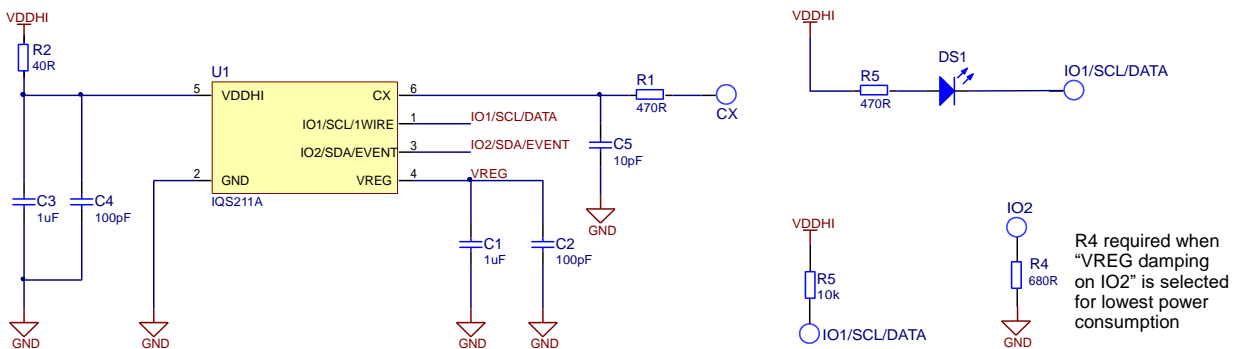 VDDHI
R2
40R
U1
5
VDDHI
CX
6
IO1/SCL/1WIRE
1
IO1/SCL/DATA
IO2/SDA/EVENT
3
IO2/SDA/EVENT
2
GND
VREG
4
VREG
IQS211A
R1
470R
CX
C5
10pF
GND
C3
1uF
C4
100pF
C1
1uF
C2
100pF
GND
GND
GND
GND
VDDHI
R5
470R
DS1
IO1/SCL/DATA
VDDHI
R5
10k
IO1/SCL/DATA
IO2
R4
680R
GND
R4 required when
“VREG damping
on IO2” is selected
for lowest power
consumption